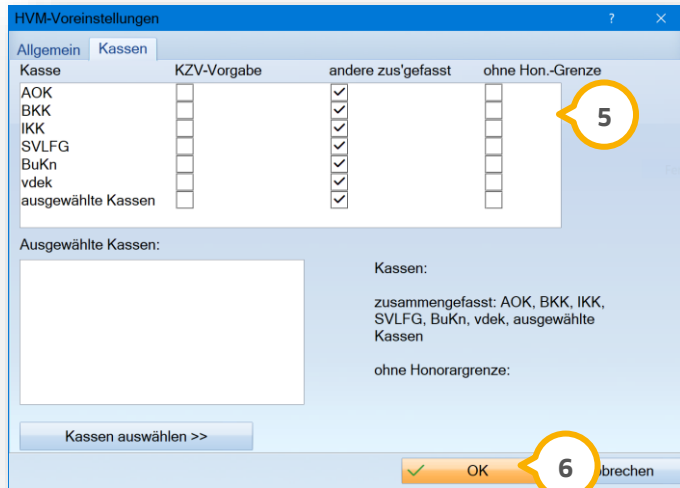 HVM-Voreinstellungen ? ×
Allgemein Kassen
Kasse KZV-Vorgabe andere zus'gefasst ohne Hon.-Grenze
AOK
BKK
IKK
SVLFG
BuKn
vdek
ausgewählte Kassen
5
Ausgewählte Kassen:
Kassen:
zusammengefasst: AOK, BKK, IKK,
SVLFG, BuKn, vdek, ausgewählte
Kassen
ohne Honorargrenze:
Kassen auswählen >>
OK 6 bbrechen